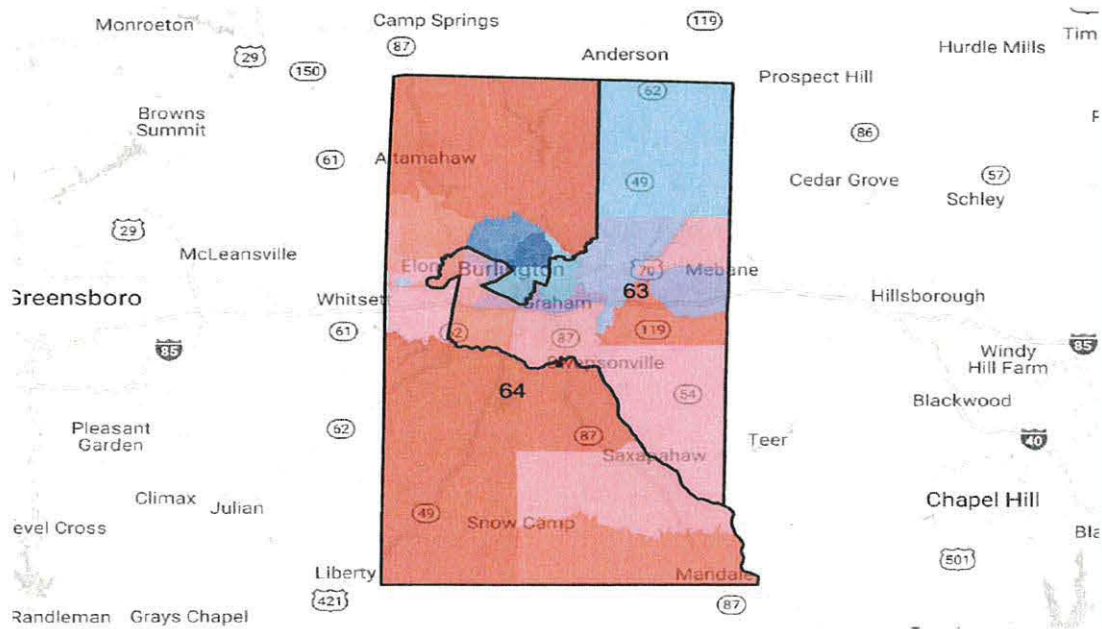 Camp Springs
119
Monroeton
87
Tim
29
Anderson
Hurdle Mills
150
Prospect Hill
62
Browns
Summit
86
61
Altamahaw
49
Cedar Grove
57
Schley
29
McLeansville
Elon
Burlington
70
Mebane
Greensboro
Whitsett
Graham
63
Hillsborough
61
62
87
119
85
85
Swepsonville
Windy
Hill Farm
64
54
Blackwood
Pleasant
Garden
62
87
Teer
40
Saxapahaw
Climax
Julian
49
Chapel Hill
evel Cross
Snow Camp
501
Liberty
421
Mandale
87
Randleman
Grays Chapel